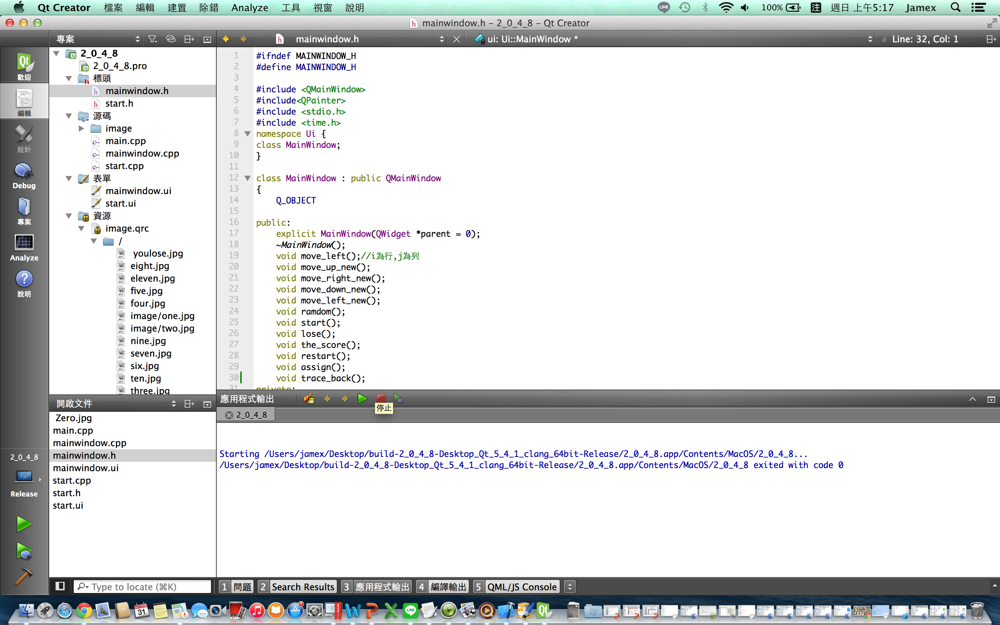 Qt Creator 檔案 編輯 建置 除錯 Analyze 工具 視窗 說明 LINE 100% 注 週日 上午5:17 Jamex
mainwindow.h – 2_0_4_8 – Qt Creator
專案
mainwindow.h
ui: Ui::MainWindow *
# Line: 32, Col: 1
歡迎
編輯
設計
Debug
專案
Analyze
說明
2_0_4_8
Release
2_0_4_8
2_0_4_8.pro
標頭
mainwindow.h
start.h
源碼
image
main.cpp
mainwindow.cpp
start.cpp
表單
mainwindow.ui
start.ui
資源
image.qrc
/
youlose.jpg
eight.jpg
eleven.jpg
five.jpg
four.jpg
image/one.jpg
image/two.jpg
nine.jpg
seven.jpg
six.jpg
ten.jpg
three.jpg
開啟文件
Zero.jpg
main.cpp
mainwindow.cpp
mainwindow.h
mainwindow.ui
start.cpp
start.h
start.ui
1 #ifndef MAINWINDOW_H
2 #define MAINWINDOW_H
3
4 #include <QMainWindow>
5 #include<QPainter>
6 #include <stdio.h>
7 #include <time.h>
8 namespace Ui {
9 class MainWindow;
10 }
11
12 class MainWindow : public QMainWindow
13 {
14 Q_OBJECT
15
16 public:
17 explicit MainWindow(QWidget *parent = 0);
18 ~MainWindow();
19 void move_left();//i為行,j為列
20 void move_up_new();
21 void move_right_new();
22 void move_down_new();
23 void move_left_new();
24 void ramdom();
25 void start();
26 void lose();
27 void the_score();
28 void restart();
29 void assign();
30 void trace_back();
31 private:
應用程式輸出
停止
2_0_4_8
Starting /Users/jamex/Desktop/build-2_0_4_8-Desktop_Qt_5_4_1_clang_64bit-Release/2_0_4_8.app/Contents/MacOS/2_0_4_8...
/Users/jamex/Desktop/build-2_0_4_8-Desktop_Qt_5_4_1_clang_64bit-Release/2_0_4_8.app/Contents/MacOS/2_0_4_8 exited with code 0
Type to locate (⌘K)
1 問題 2 Search Results 3 應用程式輸出 4 編譯輸出 5 QML/JS Console
31
2
LINE
Qt